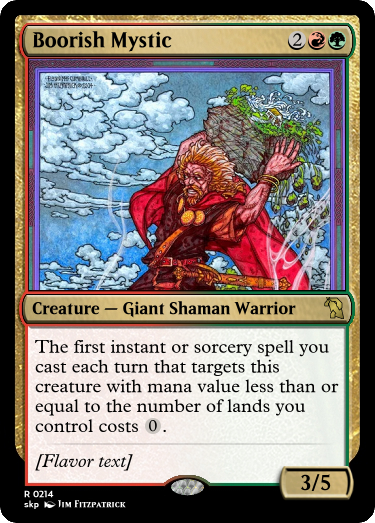 Boorish Mystic 2
Creature — Giant Shaman Warrior
The first instant or sorcery spell you
cast each turn that targets this
creature with mana value less than or
equal to the number of lands you
control costs 0 .
[Flavor text]
3/5
R 0214
skp Jim Fitzpatrick